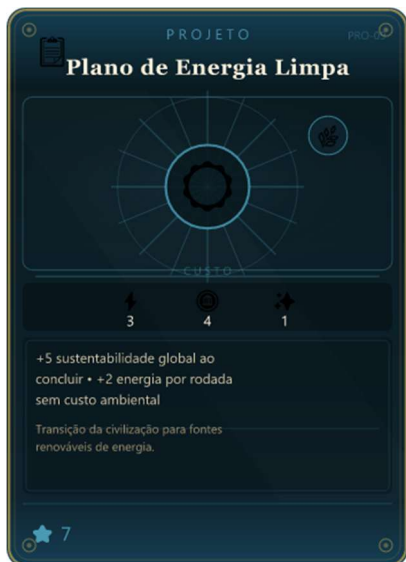 PROJETO
Plano de Energia Limpa
CUSTO
3 4 1
+5 sustentabilidade global ao
concluir • +2 energia por rodada
sem custo ambiental
Transição da civilização para fontes
renováveis de energia.
7